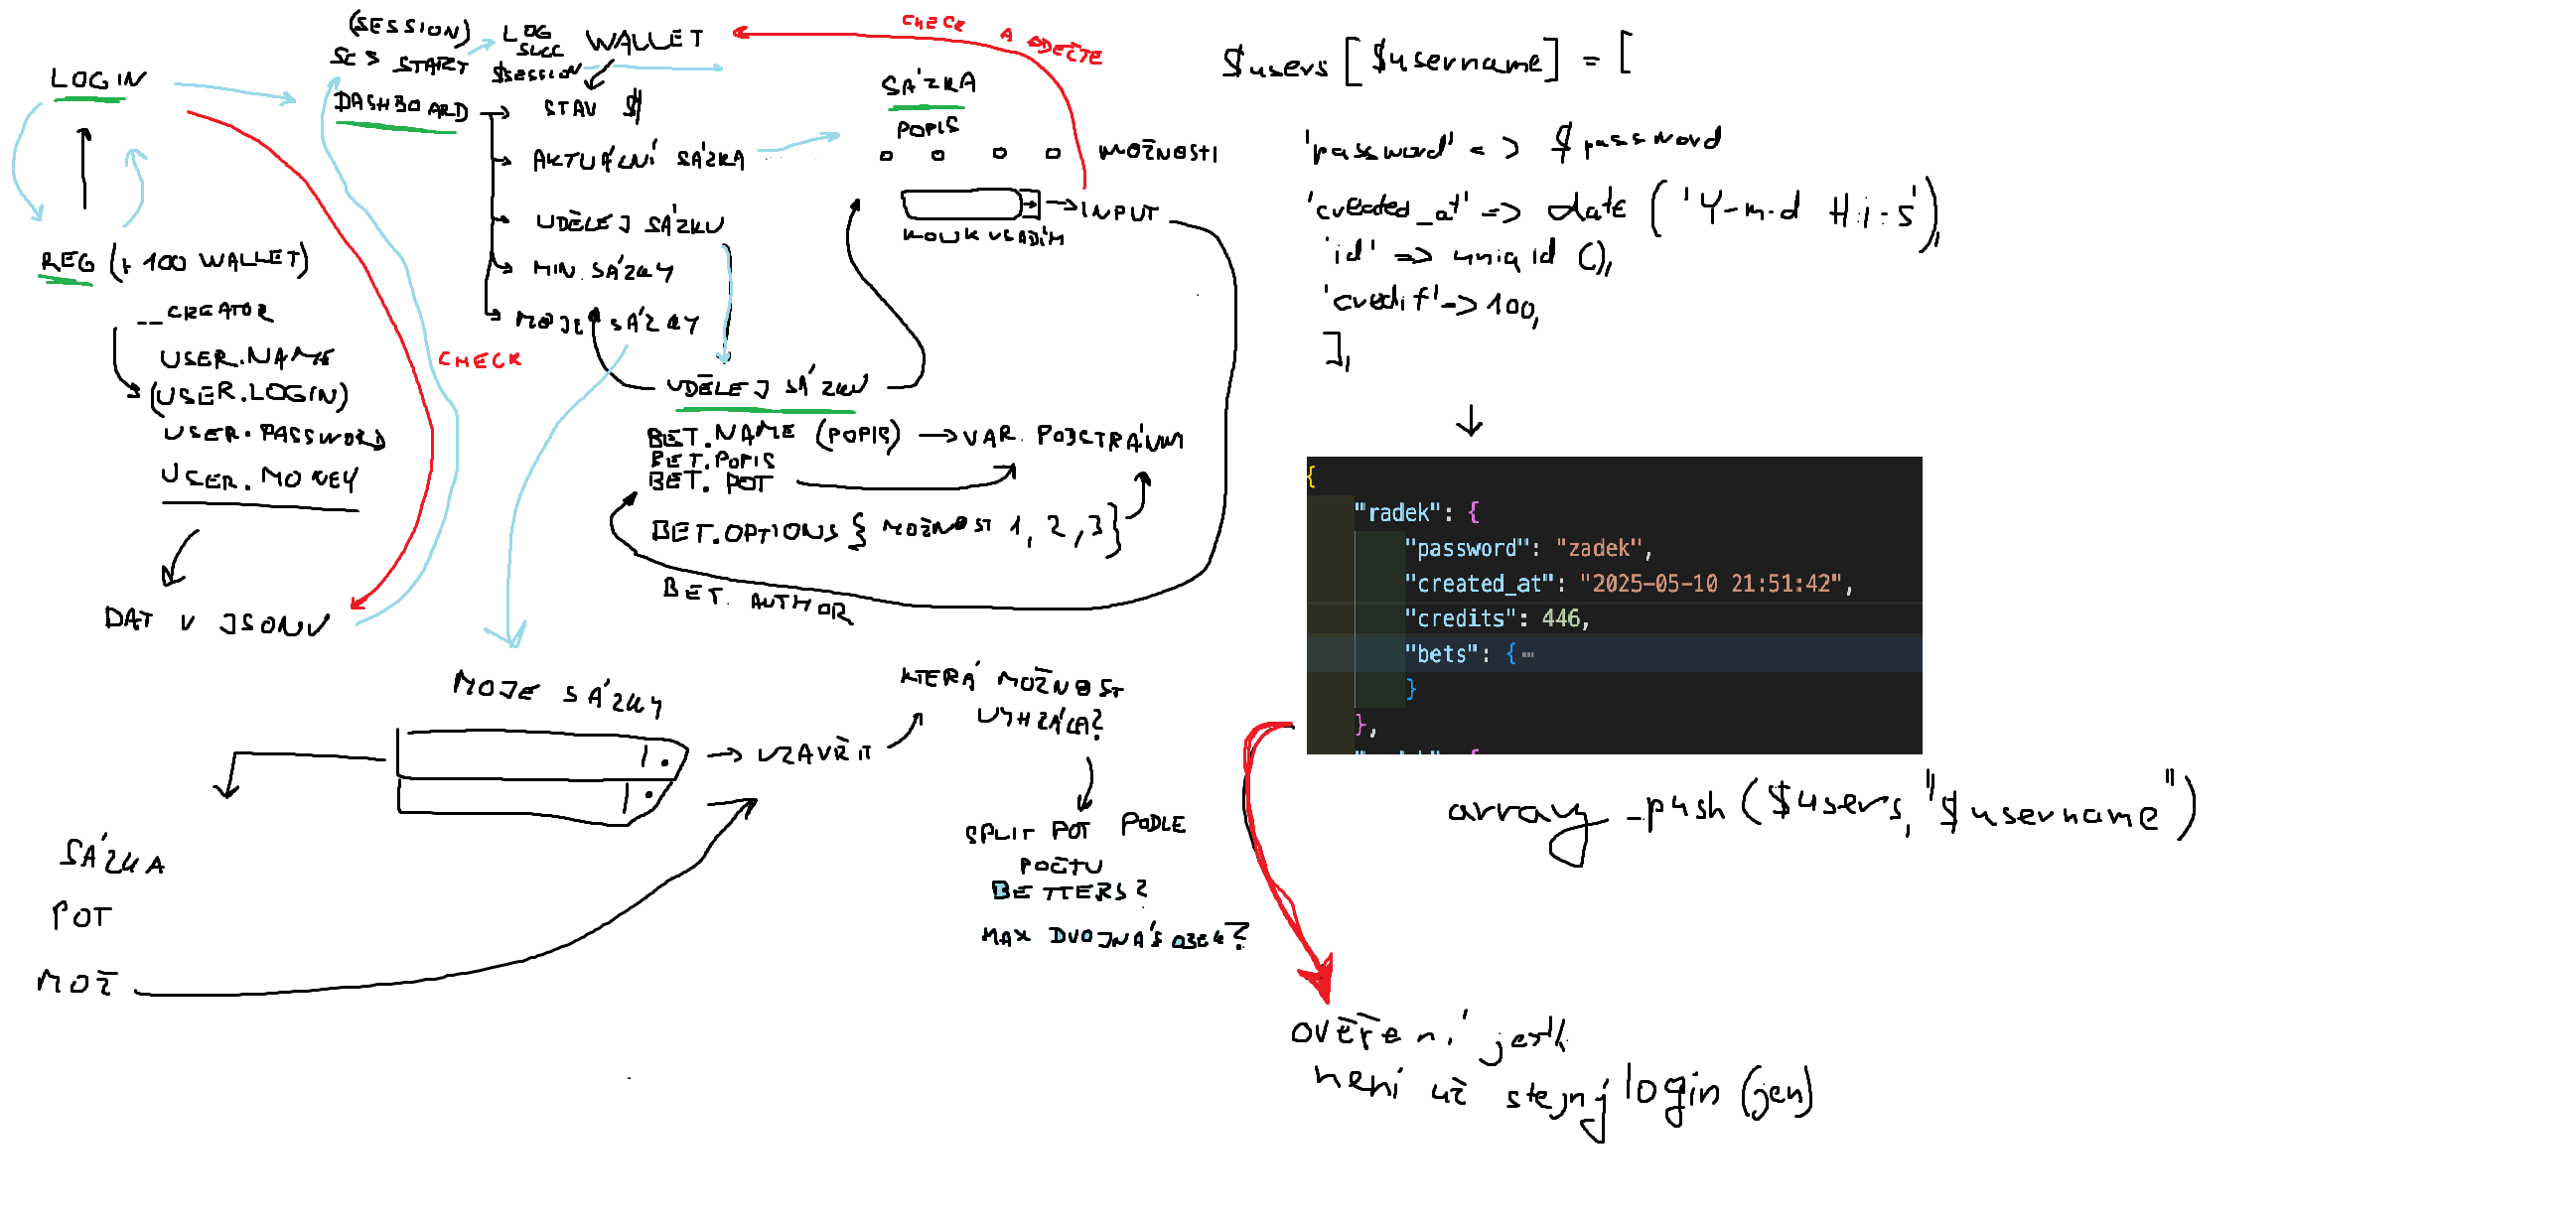 LOGIN
REG (+ 100 WALLET)
__CREATOR
USER.NAME
(USER.LOGIN)
USER.PASSWORD
USER.MONEY
DAT V JSONU
(SESSION)
START
LOG
SUCC
$SESSION
WALLET
CHECK A ODEČTE
DASHBOARD
STAV $
AKTUÁLNÍ SÁZKA
UDĚLEJ SÁZKU
MIN. SÁZKY
MOJE SÁZKY
CHECK
SÁZKA
POPIS
MOŽNOSTI
INPUT
KOLIK VSADÍM
UDĚLEJ SÁZKU
BET.NAME (POPIS)
VAR. PODSTRÁNKA
BET.POPIS
BET. POT
BET.OPTIONS { MOŽNOST 1, 2, 3}
BET. AUTHOR
MOJE SÁZKY
UZAVŘÍT
KTERÁ MOŽNOST
VYHRÁLA?
SPLIT POT PODLE
POČTU
BETTERS?
MAX DVOJNÁSOBEK?
SÁZKA
POT
MOŽ
$users [$username] = [
'password' => $password
'created_at' => date ('Y-m-d H:i:s'),
'id' => uniqid (),
'credit' => 100,
],
{
"radek": {
"password": "zadek",
"created_at": "2025-05-10 21:51:42",
"credits": 446,
"bets": {
}
},
array_push ($users, "$username")
ověření jestli
není už stejný login (jen)